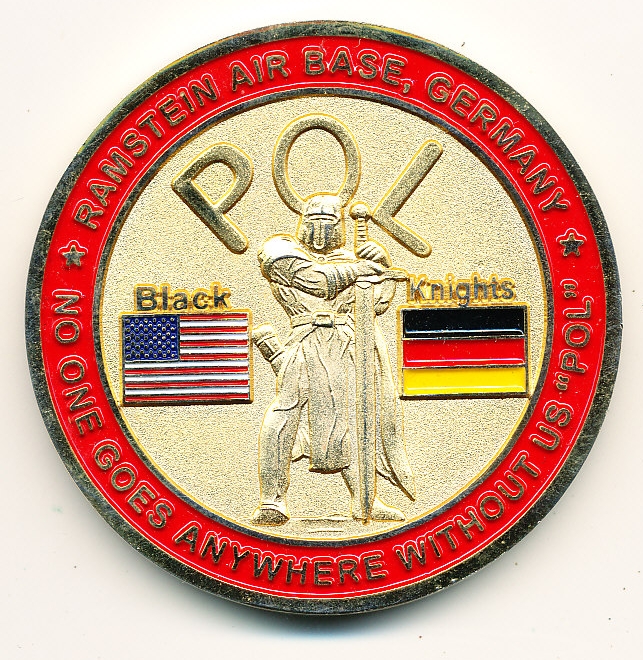 RAMSTEIN AIR BASE, GERMANY
POL
Black Knights
NO ONE GOES ANYWHERE WITHOUT US "POL"